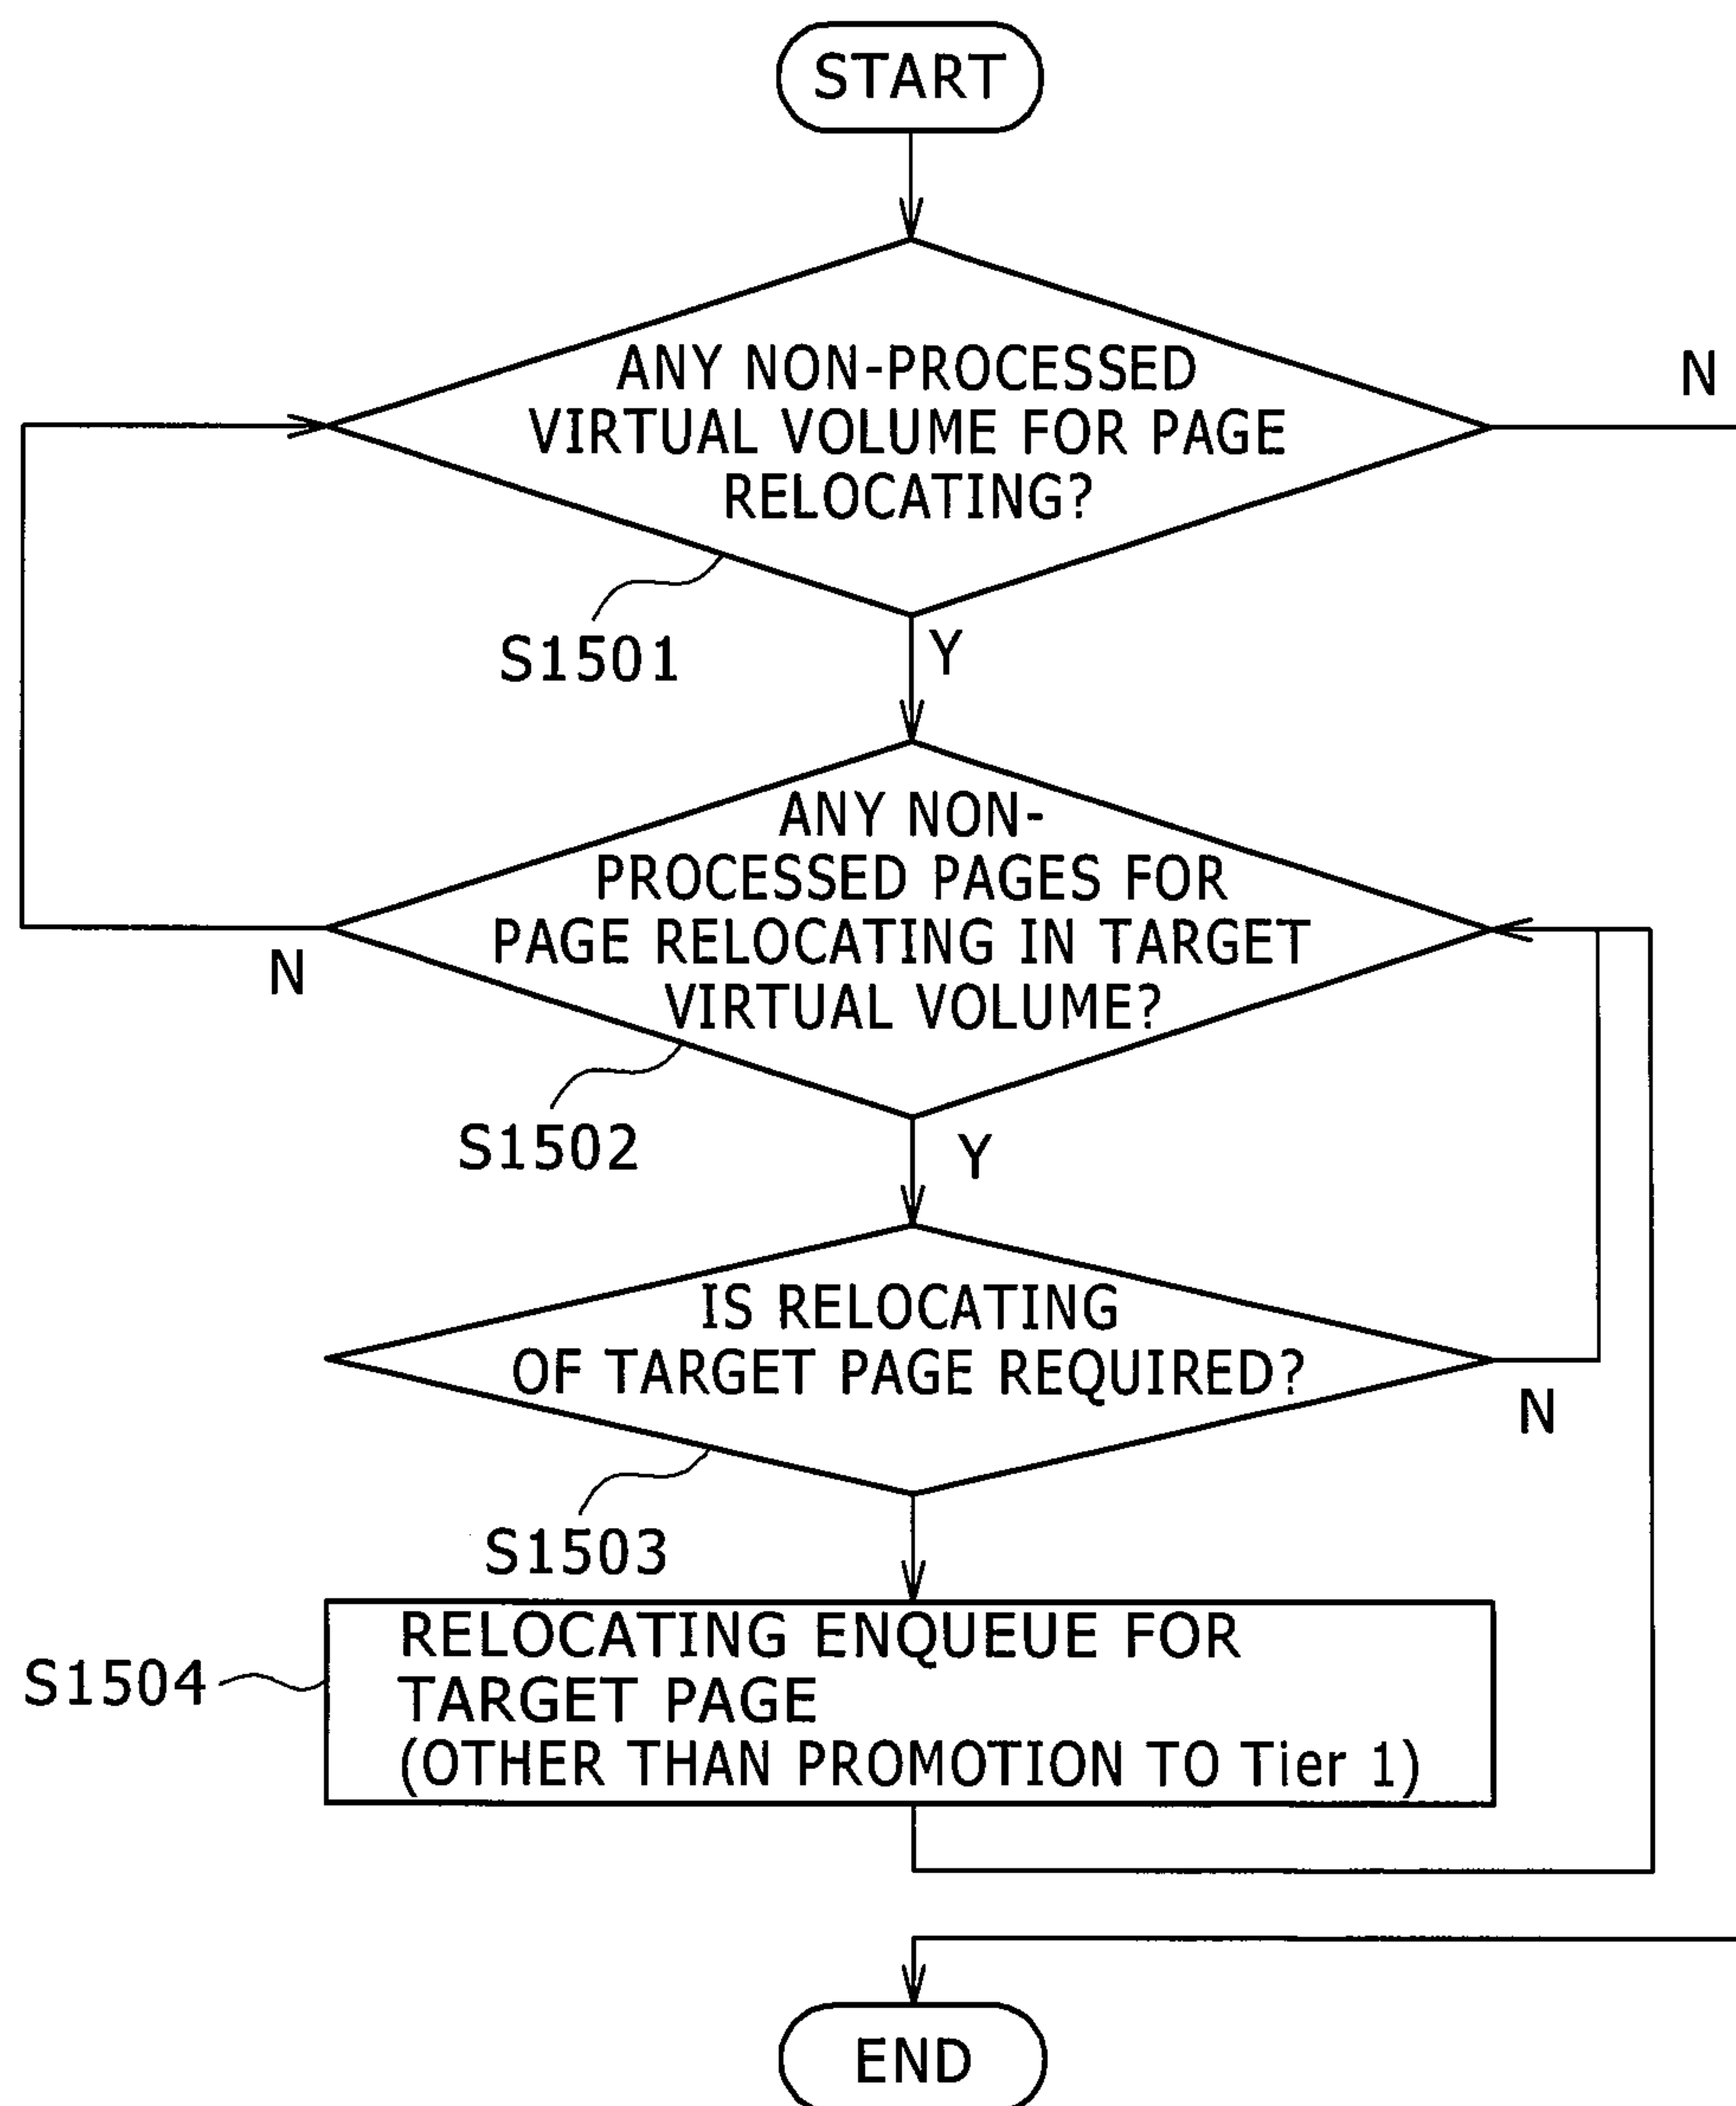 START
ANY NON-PROCESSED
VIRTUAL VOLUME FOR PAGE
RELOCATING?
N
S1501
Y
ANY NON-
PROCESSED PAGES FOR
PAGE RELOCATING IN TARGET
VIRTUAL VOLUME?
N
S1502
Y
IS RELOCATING
OF TARGET PAGE REQUIRED?
N
S1503
RELOCATING ENQUEUE FOR
TARGET PAGE
(OTHER THAN PROMOTION TO Tier 1)
S1504
END